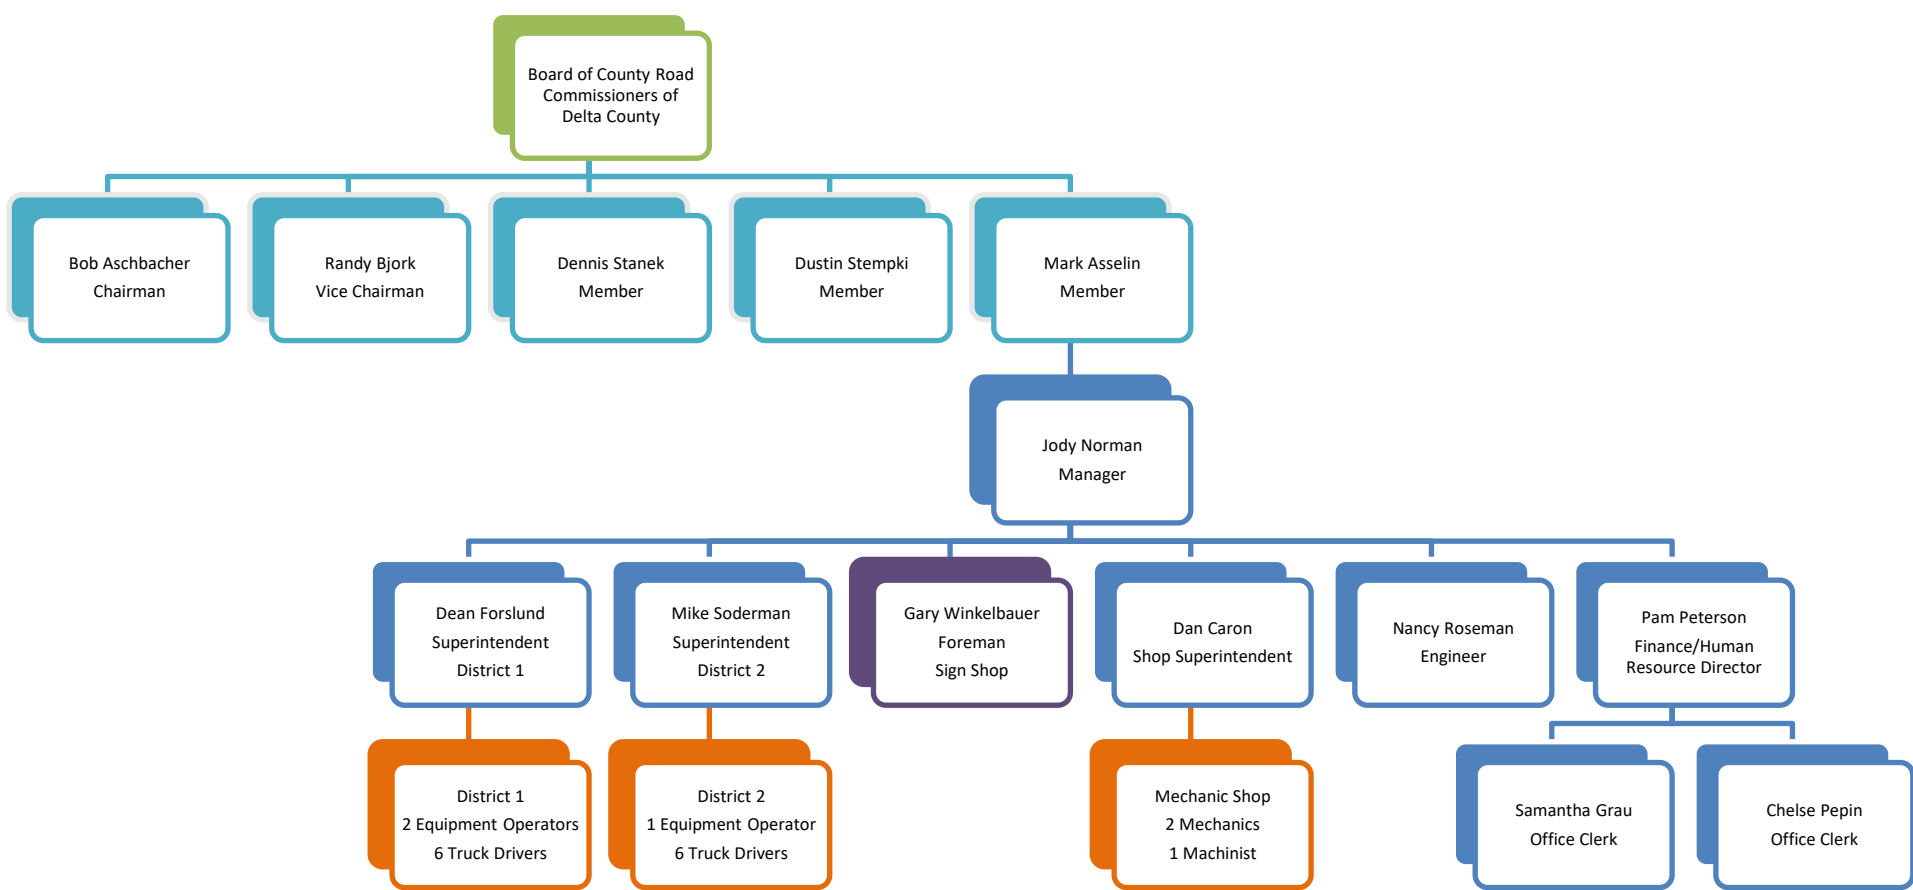 Board of County Road
Commissioners of
Delta County
Bob Aschbacher
Chairman
Randy Bjork
Vice Chairman
Dennis Stanek
Member
Dustin Stempki
Member
Mark Asselin
Member
Jody Norman
Manager
Dean Forslund
Superintendent
District 1
Mike Soderman
Superintendent
District 2
Gary Winkelbauer
Foreman
Sign Shop
Dan Caron
Shop Superintendent
Nancy Roseman
Engineer
Pam Peterson
Finance/Human
Resource Director
District 1
2 Equipment Operators
6 Truck Drivers
District 2
1 Equipment Operator
6 Truck Drivers
Mechanic Shop
2 Mechanics
1 Machinist
Samantha Grau
Office Clerk
Chelse Pepin
Office Clerk